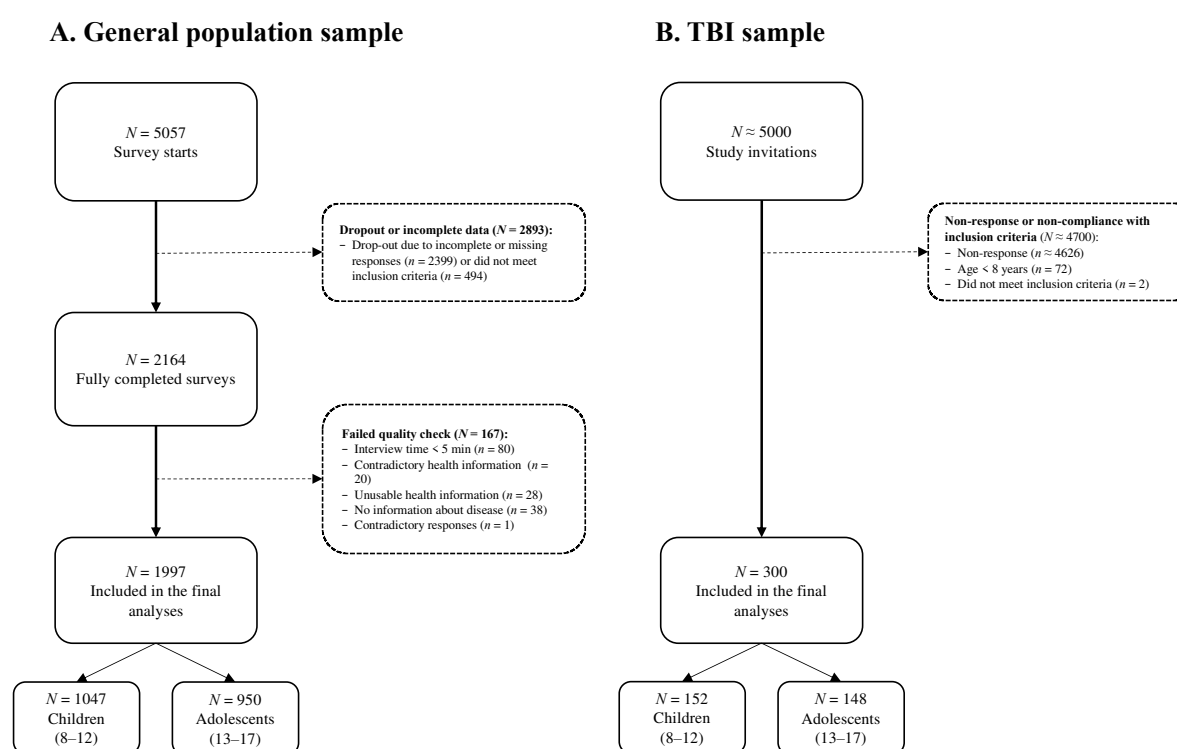 A. General population sample
N = 5057
Survey starts
Dropout or incomplete data (N = 2893):
− Drop-out due to incomplete or missing
responses (n = 2399) or did not meet
inclusion criteria (n = 494)
N = 2164
Fully completed surveys
Failed quality check (N = 167):
− Interview time < 5 min (n = 80)
− Contradictory health information (n =
20)
− Unusable health information (n = 28)
− No information about disease (n = 38)
− Contradictory responses (n = 1)
N = 1997
Included in the final
analyses
N = 1047
Children
(8–12)
N = 950
Adolescents
(13–17)
B. TBI sample
N ≈ 5000
Study invitations
Non-response or non-compliance with
inclusion criteria (N ≈ 4700):
− Non-response (n ≈ 4626)
− Age < 8 years (n = 72)
− Did not meet inclusion criteria (n = 2)
N = 300
Included in the final
analyses
N = 152
Children
(8–12)
N = 148
Adolescents
(13–17)